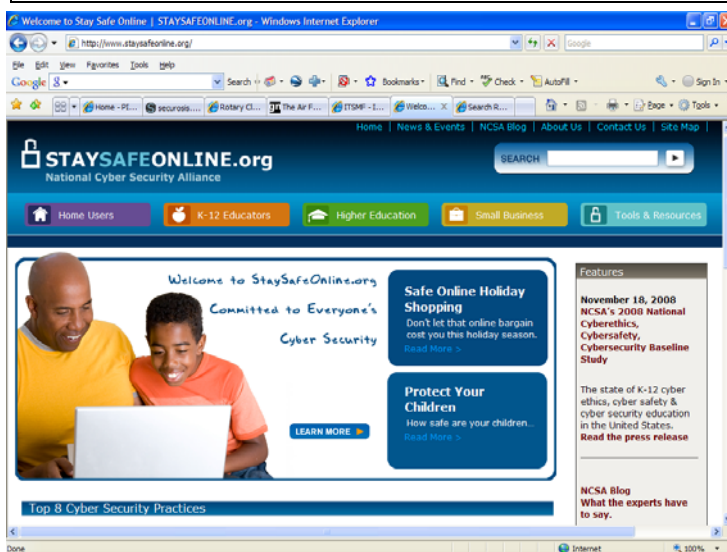 Welcome to Stay Safe Online | STAYSAFEONLINE.org - Windows Internet Explorer
http://www.staysafeonline.org/
Google
File Edit View Favorites Tools Help
Google Search Bookmarks Find Check AutoFill Sign In
Home - PI... securosis.... Rotary Cl... The Air F... ITSMF - I... Welco... X Search R... Page Tools
Home | News & Events | NCSA Blog | About Us | Contact Us | Site Map |
STAYSAFEONLINE.org
National Cyber Security Alliance
SEARCH
Home Users K-12 Educators Higher Education Small Business Tools & Resources
Welcome to StaySafeOnline.org
Committed to Everyone's
Cyber Security
LEARN MORE
Safe Online Holiday
Shopping
Don't let that online bargain
cost you this holiday season.
Read More >
Protect Your
Children
How safe are your children...
Read More >
Features
November 18, 2008
NCSA's 2008 National
Cyberethics,
Cybersafety,
Cybersecurity Baseline
Study
The state of K-12 cyber
ethics, cyber safety &
cyber security education
in the United States.
Read the press release
NCSA Blog
What the experts have
to say.
Top 8 Cyber Security Practices
Done Internet 100%